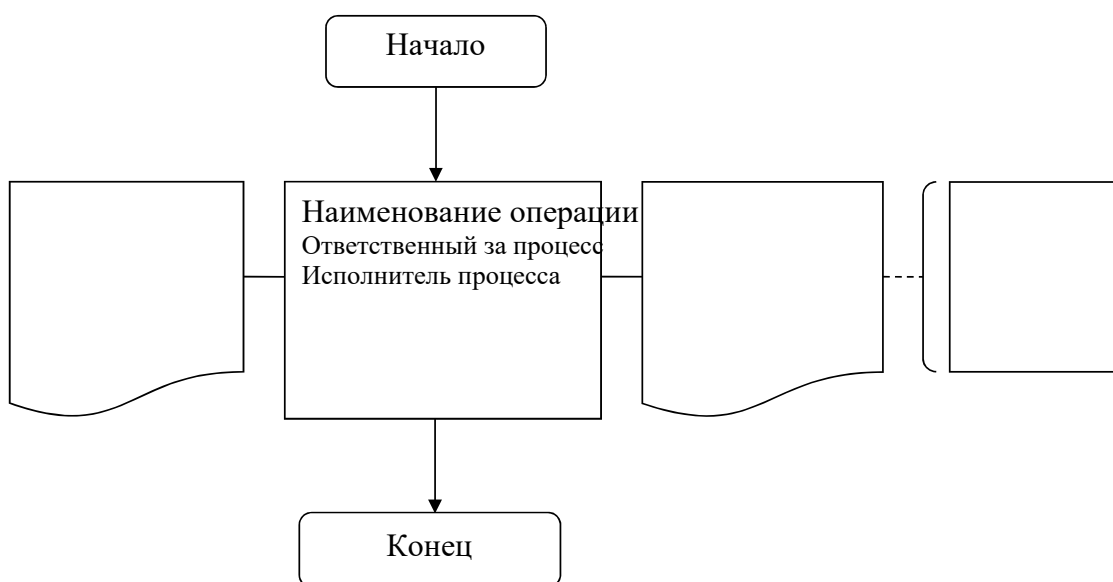 Начало
Наименование операции
Ответственный за процесс
Исполнитель процесса
Конец